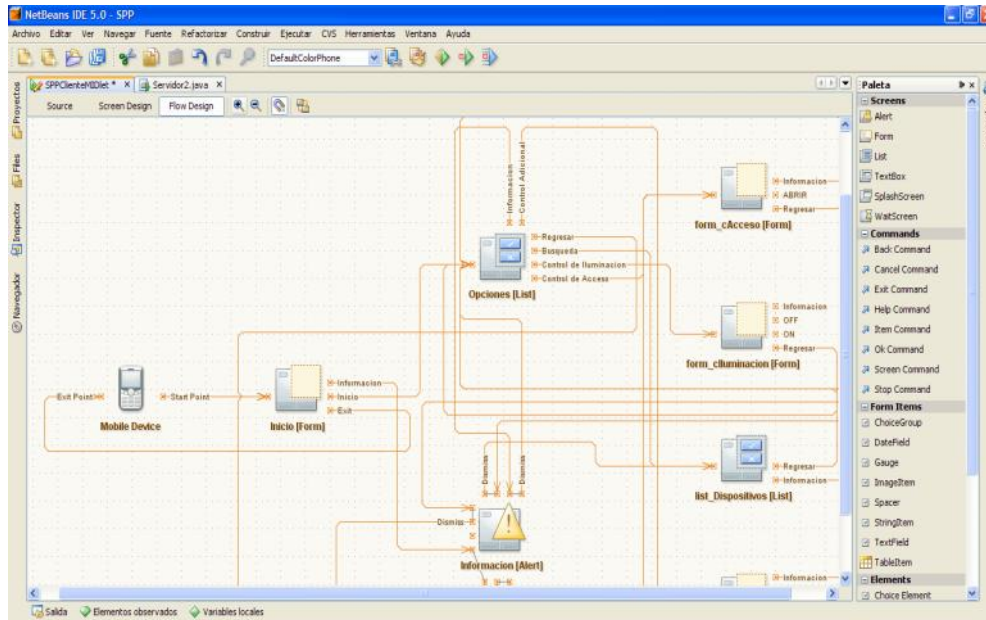 NetBeans IDE 5.0 - SPP
Archivo Editar Ver Navegar Fuente Refactorizar Construir Ejecutar CVS Herramientas Ventana Ayuda
DefaultColorPhone
SPPClienteMIDlet * x Servidor2.java x
Source Screen Design Flow Design
Proyectos
Files
Inspector
Navegador
Informacion
Control Adicional
Regresar
Busqueda
Control de Iluminacion
Control de Acceso
Opciones [List]
Informacion
ABRIR
Regresar
form_cAcceso [Form]
Informacion
OFF
ON
Regresar
form_cIluminacion [Form]
Exit Point
Start Point
Mobile Device
Informacion
Inicio
Exit
Inicio [Form]
Regresar
Informacion
list_Dispositivos [List]
Dismiss
Dismiss
Dismiss
Informacion [Alert]
Informacion
Paleta
Screens
Alert
Form
List
TextBox
SplashScreen
WaitScreen
Commands
Back Command
Cancel Command
Exit Command
Help Command
Item Command
Ok Command
Screen Command
Stop Command
Form Items
ChoiceGroup
DateField
Gauge
ImageItem
Spacer
StringItem
TextField
TableItem
Elements
Choice Element
Salida Elementos observados Variables locales